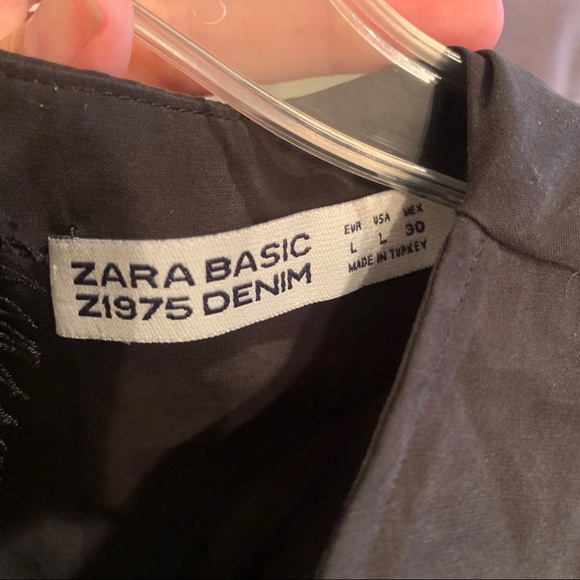 ZARA BASIC
Z1975 DENIM
EUR USA MEX
L L 30
MADE IN TURKEY